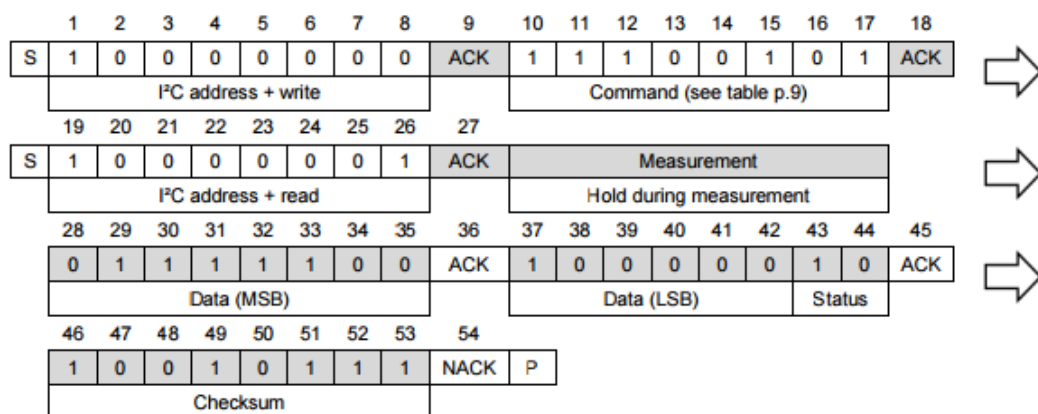 1 2 3 4 5 6 7 8 9 10 11 12 13 14 15 16 17 18
S 1 0 0 0 0 0 0 0 ACK 1 1 1 0 0 1 0 1 ACK
I²C address + write Command (see table p.9)
19 20 21 22 23 24 25 26 27
S 1 0 0 0 0 0 0 1 ACK Measurement
I²C address + read Hold during measurement
28 29 30 31 32 33 34 35 36 37 38 39 40 41 42 43 44 45
0 1 1 1 1 1 0 0 ACK 1 0 0 0 0 0 1 0 ACK
Data (MSB) Data (LSB) Status
46 47 48 49 50 51 52 53 54
1 0 0 1 0 1 1 1 NACK P
Checksum